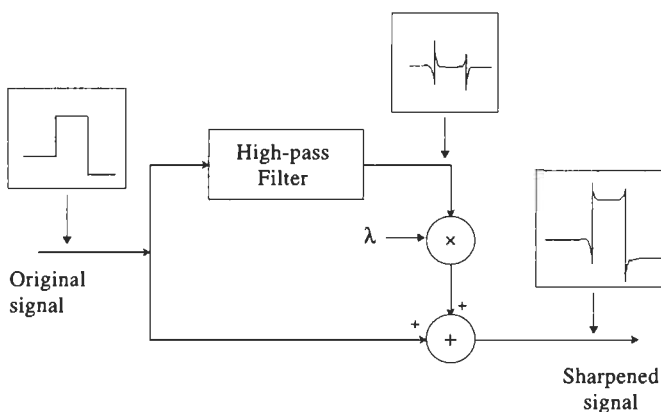 High-pass
Filter
λ
×
Original
signal
+
+
+
Sharpened
signal